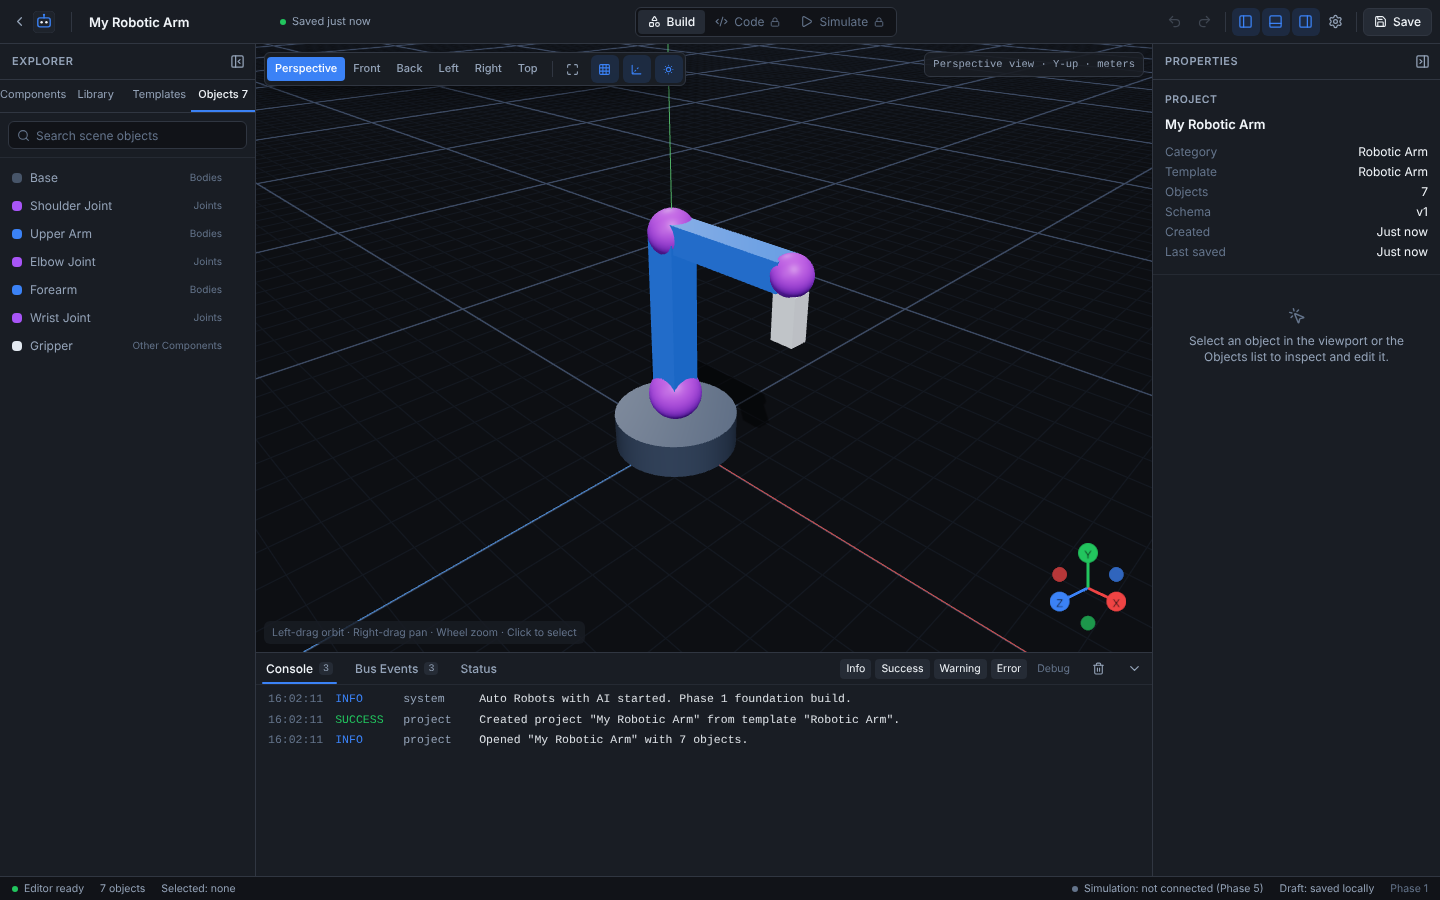 My Robotic Arm
Saved just now
Build
Code
Simulate
Save
EXPLORER
Components
Library
Templates
Objects 7
Search scene objects
Base Bodies
Shoulder Joint Joints
Upper Arm Bodies
Elbow Joint Joints
Forearm Bodies
Wrist Joint Joints
Gripper Other Components
Perspective Front Back Left Right Top
Perspective view · Y-up · meters
Y
Z
X
Left-drag orbit · Right-drag pan · Wheel zoom · Click to select
Console 3
Bus Events 3
Status
Info Success Warning Error Debug
16:02:11 INFO system Auto Robots with AI started. Phase 1 foundation build.
16:02:11 SUCCESS project Created project "My Robotic Arm" from template "Robotic Arm".
16:02:11 INFO project Opened "My Robotic Arm" with 7 objects.
PROPERTIES
PROJECT
My Robotic Arm
Category Robotic Arm
Template Robotic Arm
Objects 7
Schema v1
Created Just now
Last saved Just now
Select an object in the viewport or the
Objects list to inspect and edit it.
Editor ready
7 objects
Selected: none
Simulation: not connected (Phase 5)
Draft: saved locally
Phase 1